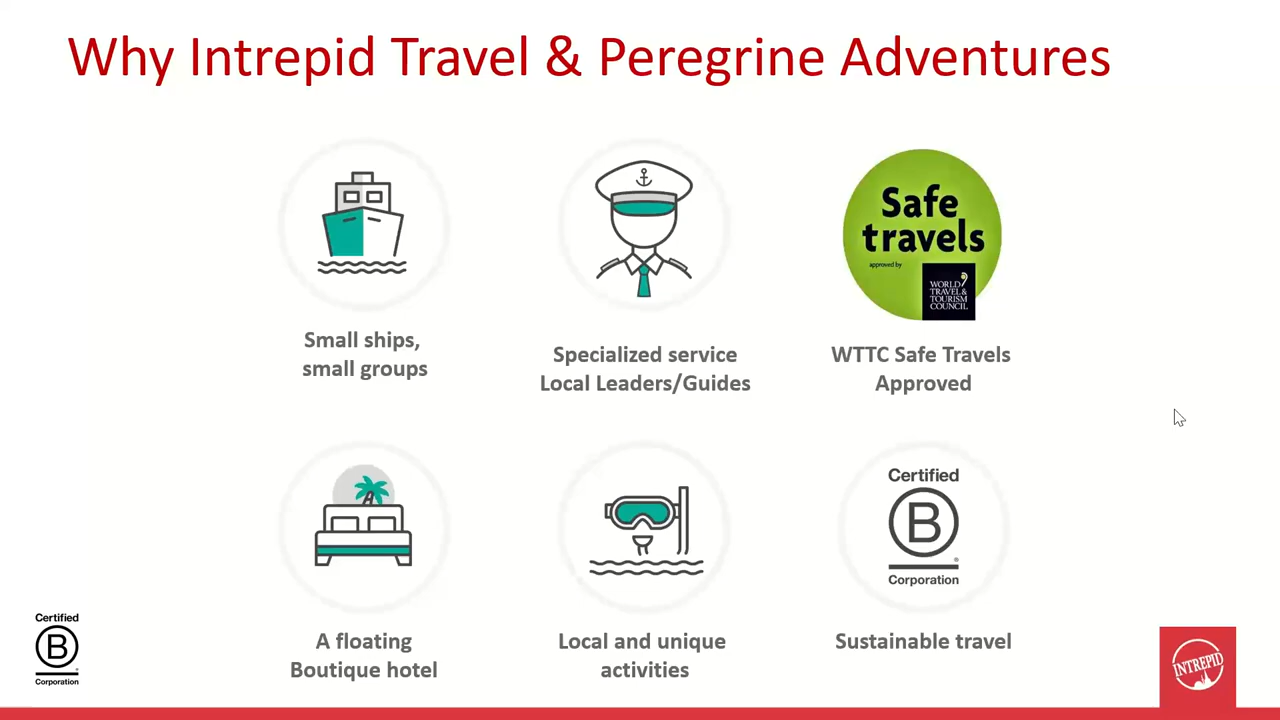 Why Intrepid Travel & Peregrine Adventures
Safe
travels
approved by
WORLD
TRAVEL &
TOURISM
COUNCIL
Small ships,
small groups
Specialized service
Local Leaders/Guides
WTTC Safe Travels
Approved
Certified
B
®
Corporation
A floating
Boutique hotel
Local and unique
activities
Sustainable travel
Certified
B
Corporation
INTREPID